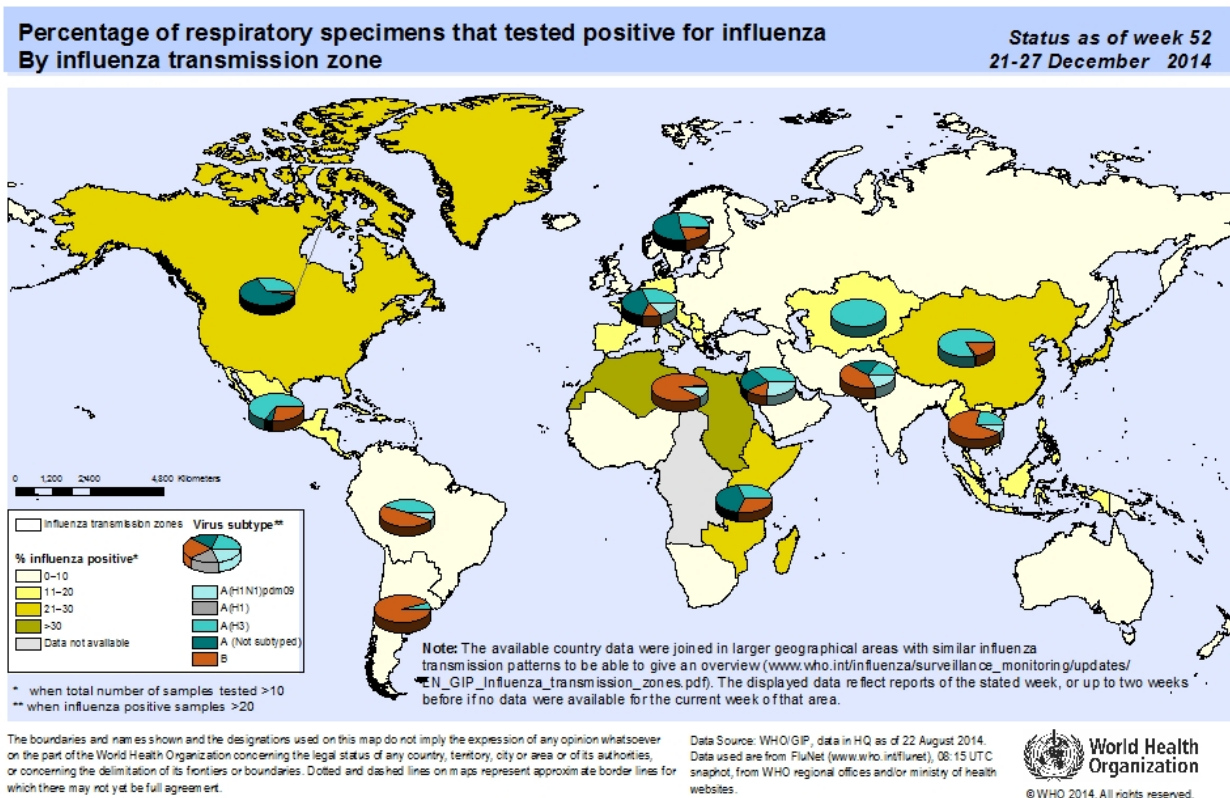 Percentage of respiratory specimens that tested positive for influenza
By influenza transmission zone
Status as of week 52
21-27 December 2014
0 1,200 2,400 4,800 Kilometers
Influenza transmission zones
% influenza positive*
0–10
11–20
21–30
>30
Data not available
Virus subtype**
A(H1N1)pdm09
A(H1)
A(H3)
A (Not subtyped)
B
* when total number of samples tested >10
** when influenza positive samples >20
Note: The available country data were joined in larger geographical areas with similar influenza
transmission patterns to be able to give an overview (www.who.int/influenza/surveillance_monitoring/updates/
EN_GIP_Influenza_transmission_zones.pdf). The displayed data reflect reports of the stated week, or up to two weeks
before if no data were available for the current week of that area.
The boundaries and names shown and the designations used on this map do not imply the expression of any opinion whatsoever
on the part of the World Health Organization concerning the legal status of any country, territory, city or area or of its authorities,
or concerning the delimitation of its frontiers or boundaries. Dotted and dashed lines on maps represent approximate border lines for
which there may not yet be full agreement.
Data Source: WHO/GIP, data in HQ as of 22 August 2014.
Data used are from FluNet (www.who.int/flunet), 08:15 UTC
snaphot, from WHO regional offices and/or ministry of health
websites.
World Health
Organization
© WHO 2014. All rights reserved.